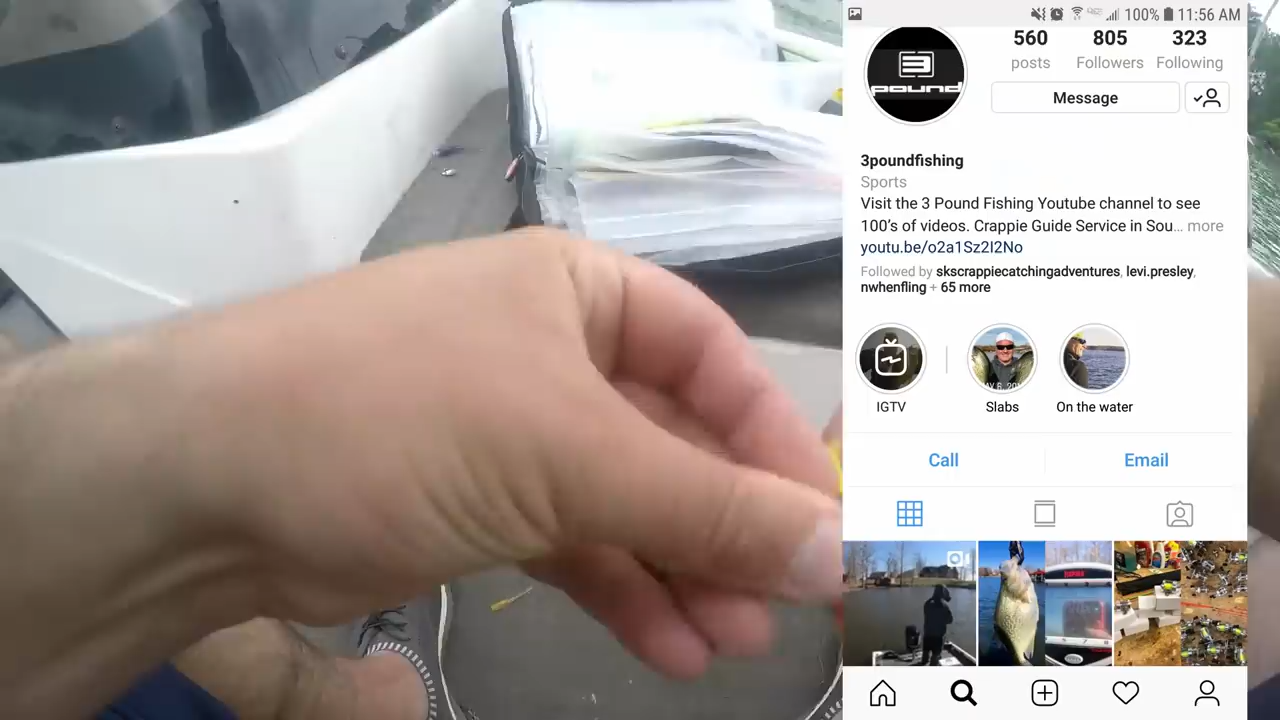 100% 11:56 AM
560 805 323
posts Followers Following
3
pound
Message
3poundfishing
Sports
Visit the 3 Pound Fishing Youtube channel to see
100's of videos. Crappie Guide Service in Sou... more
youtu.be/o2a1Sz2I2No
Followed by skscrappiecatchingadventures, levi.presley,
nwhenfling + 65 more
IGTV Slabs On the water
Call Email